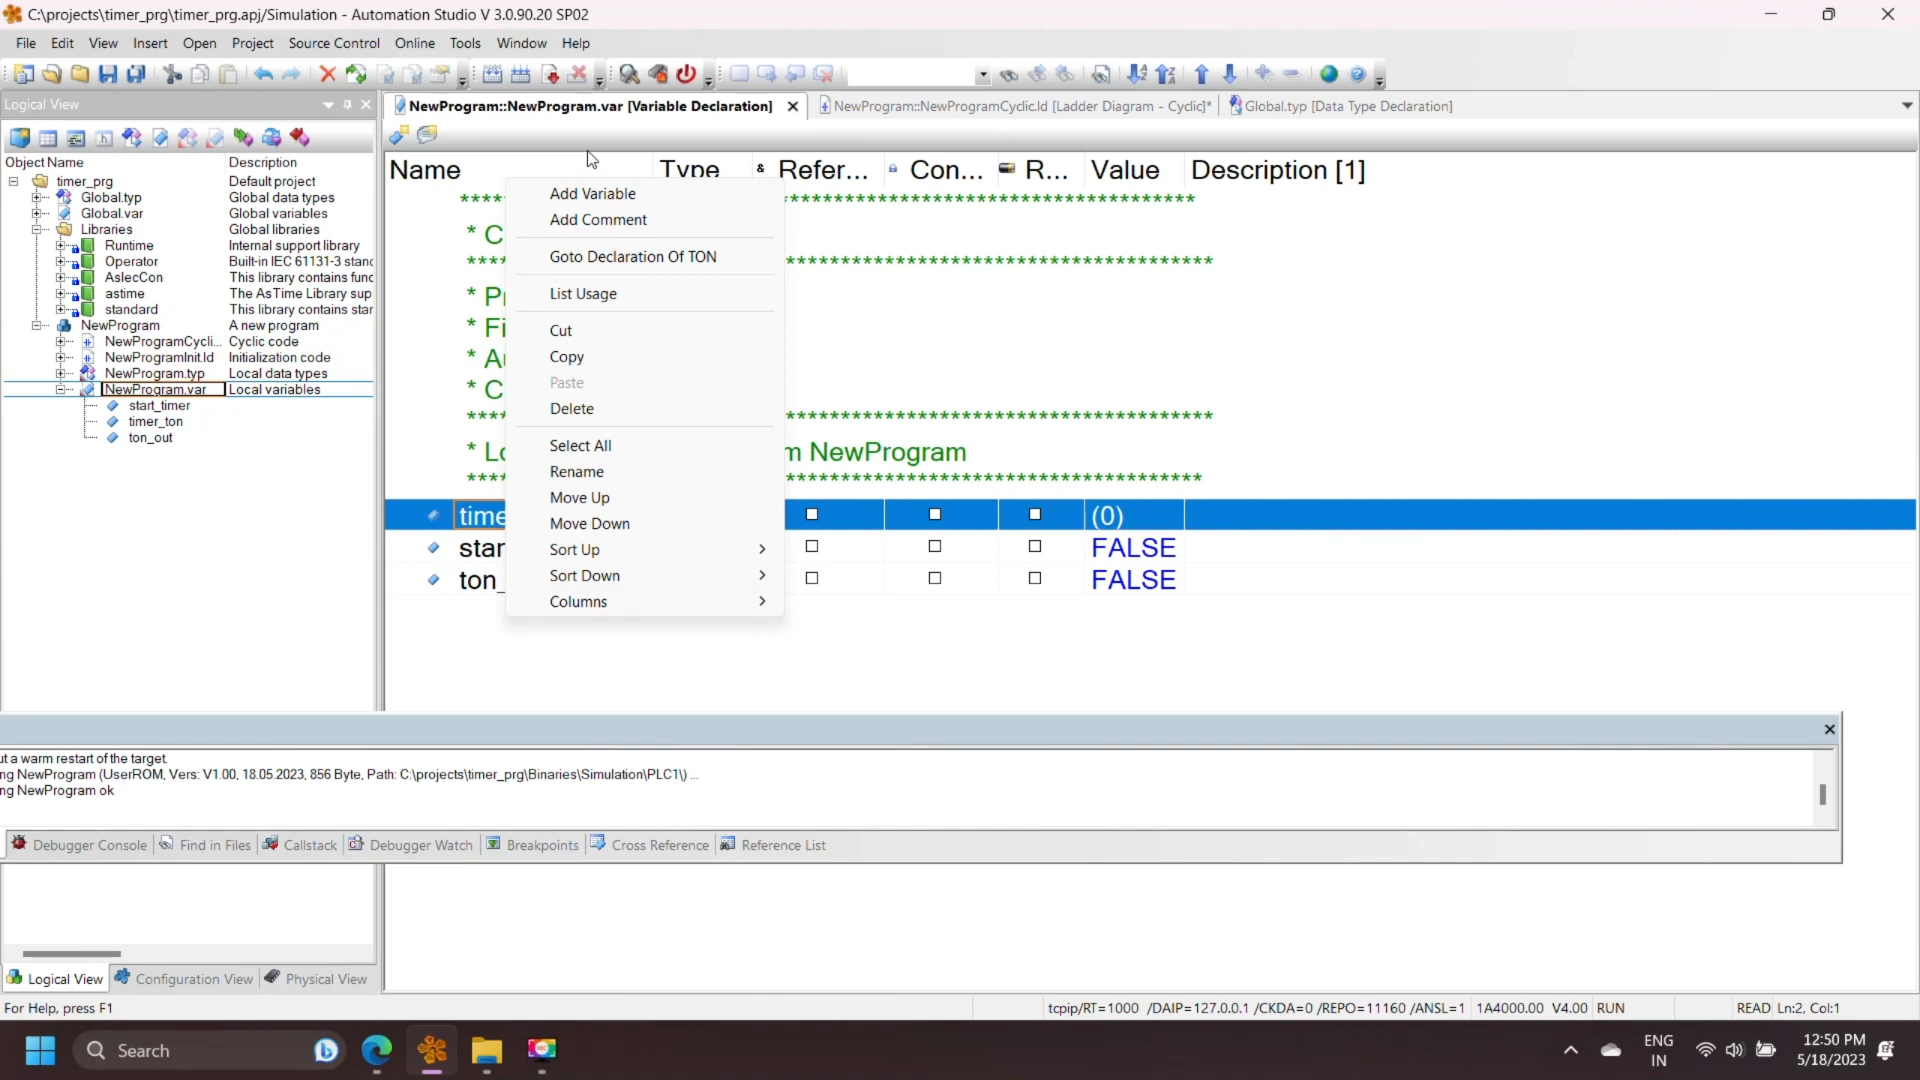 C:\projects\timer_prg\timer_prg.apj/Simulation - Automation Studio V 3.0.90.20 SP02
File Edit View Insert Open Project Source Control Online Tools Window Help
Logical View
NewProgram::NewProgram.var [Variable Declaration]
NewProgram::NewProgramCyclic.ld [Ladder Diagram - Cyclic]*
Global.typ [Data Type Declaration]
Object Name Description
timer_prg Default project
Global.typ Global data types
Global.var Global variables
Libraries Global libraries
Runtime Internal support library
Operator Built-in IEC 61131-3 stanc
AslecCon This library contains func
astime The AsTime Library sup
standard This library contains star
NewProgram A new program
NewProgramCycli... Cyclic code
NewProgramInit.ld Initialization code
NewProgram.typ Local data types
NewProgram.var Local variables
start_timer
timer_ton
ton_out
Name Type & Refer... Con... R... Value Description [1]
* C
* Pr
* Fi
* Au
* C
* Lo m NewProgram
time (0)
star FALSE
ton_ FALSE
Add Variable
Add Comment
Goto Declaration Of TON
List Usage
Cut
Copy
Paste
Delete
Select All
Rename
Move Up
Move Down
Sort Up
Sort Down
Columns
ut a warm restart of the target.
ng NewProgram (UserROM, Vers: V1.00, 18.05.2023, 856 Byte, Path: C:\projects\timer_prg\Binaries\Simulation\PLC1\) ...
ng NewProgram ok
Debugger Console Find in Files Callstack Debugger Watch Breakpoints Cross Reference Reference List
Logical View Configuration View Physical View
For Help, press F1
tcpip/RT=1000 /DAIP=127.0.0.1 /CKDA=0 /REPO=11160 /ANSL=1 1A4000.00 V4.00 RUN READ Ln:2, Col:1
Search
ENG
IN
12:50 PM
5/18/2023